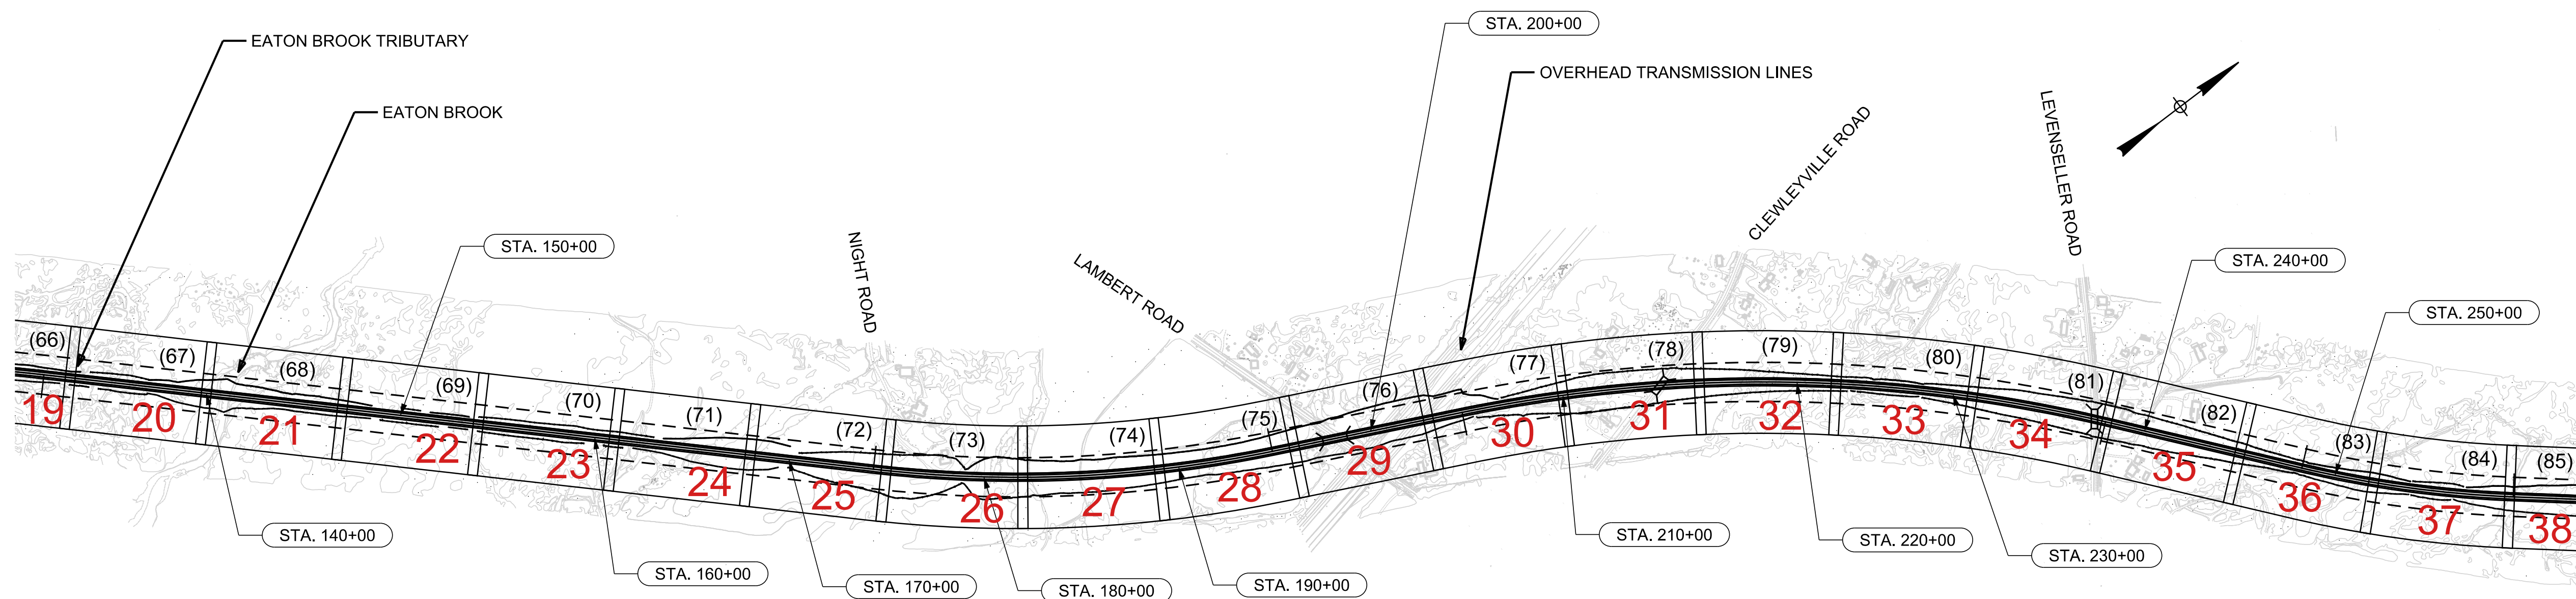 STA. 200+00
EATON BROOK TRIBUTARY
OVERHEAD TRANSMISSION LINES
EATON BROOK
CLEWLEYVILLE ROAD
LEVENSELLER ROAD
STA. 150+00
NIGHT ROAD
LAMBERT ROAD
STA. 240+00
STA. 250+00
(66)
(67)
(68)
(69)
(70)
(71)
(72)
(73)
(74)
(75)
(76)
(77)
(78)
(79)
(80)
(81)
(82)
(83)
(84)
(85)
19
20
21
22
23
24
25
26
27
28
29
30
31
32
33
34
35
36
37
38
STA. 140+00
STA. 160+00
STA. 170+00
STA. 180+00
STA. 190+00
STA. 210+00
STA. 220+00
STA. 230+00